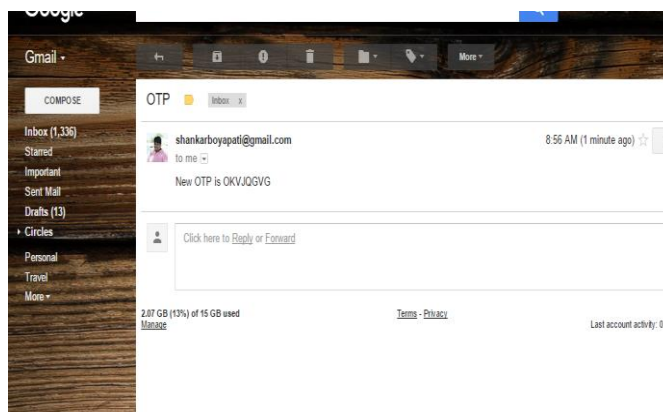 Google
Gmail
More
COMPOSE
OTP
Inbox x
Inbox (1,336)
Starred
Important
Sent Mail
Drafts (13)
Circles
Personal
Travel
More
shankarboyapati@gmail.com
8:56 AM (1 minute ago)
to me
New OTP is OKVJQGVG
Click here to Reply or Forward
2.07 GB (13%) of 15 GB used
Manage
Terms - Privacy
Last account activity: 0